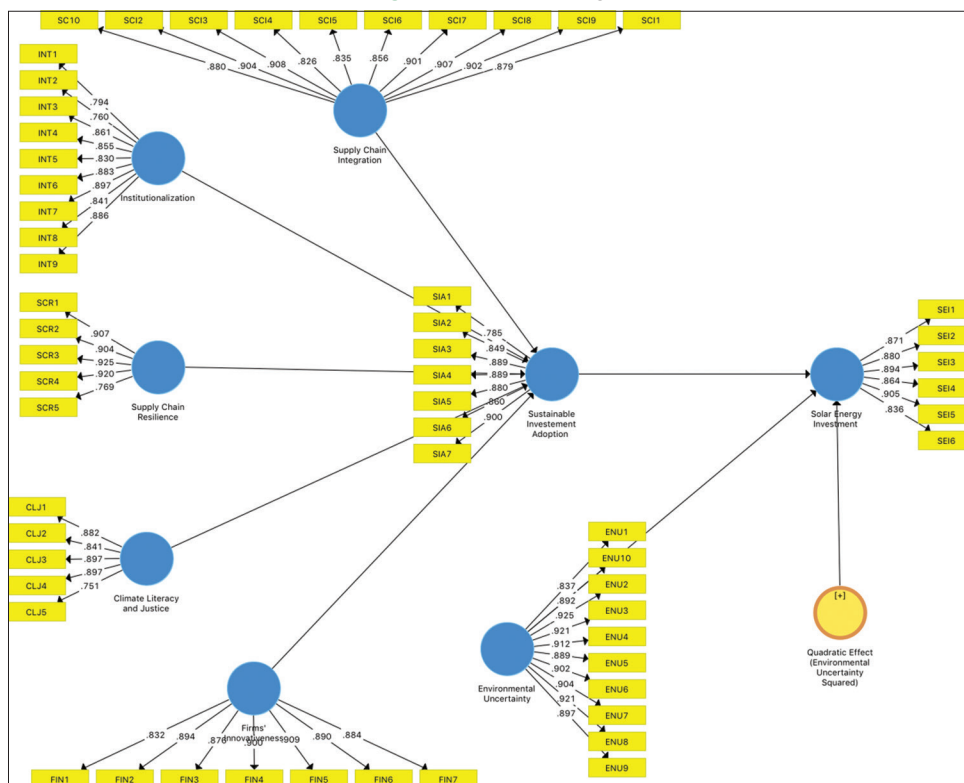 SC10 SCI2 SCI3 SCI4 SCI5 SCI6 SCI7 SCI8 SCI9 SCI1
.880 .904 .908 .826 .835 .856 .901 .907 .902 .879
Supply Chain
Integration
INT1
INT2
INT3
INT4
INT5
INT6
INT7
INT8
INT9
.794
.760
.861
.855
.830
.883
.897
.841
.886
Institutionalization
SCR1
SCR2
SCR3
SCR4
SCR5
.907
.904
.925
.920
.769
Supply Chain
Resilience
SIA1
SIA2
SIA3
SIA4
SIA5
SIA6
SIA7
.785
.849
.889
.889
.880
.860
.900
Sustainable
Investement
Adoption
Solar Energy
Investment
.871
.880
.894
.864
.905
.836
SEI1
SEI2
SEI3
SEI4
SEI5
SEI6
CLJ1
CLJ2
CLJ3
CLJ4
CLJ5
.882
.841
.897
.897
.751
Climate Literacy
and Justice
Environmental
Uncertainty
.837
.892
.925
.921
.912
.889
.902
.904
.921
.897
ENU1
ENU10
ENU2
ENU3
ENU4
ENU5
ENU6
ENU7
ENU8
ENU9
[+]
Quadratic Effect
(Environmental
Uncertainty
Squared)
Firms'
Innovativeness
.832 .894 .900 .909 .890 .884
FIN1 FIN2 FIN3 FIN4 FIN5 FIN6 FIN7